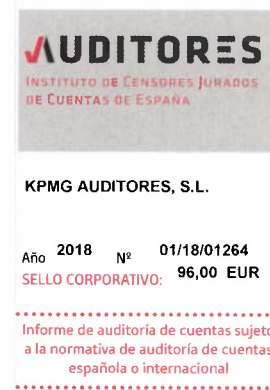 AUDITORES
INSTITUTO DE CENSORES JURADOS
DE CUENTAS DE ESPAÑA
KPMG AUDITORES, S.L.
Año 2018 Nº 01/18/01264
SELLO CORPORATIVO: 96,00 EUR
Informe de auditoría de cuentas sujeto
a la normativa de auditoría de cuentas
española o internacional